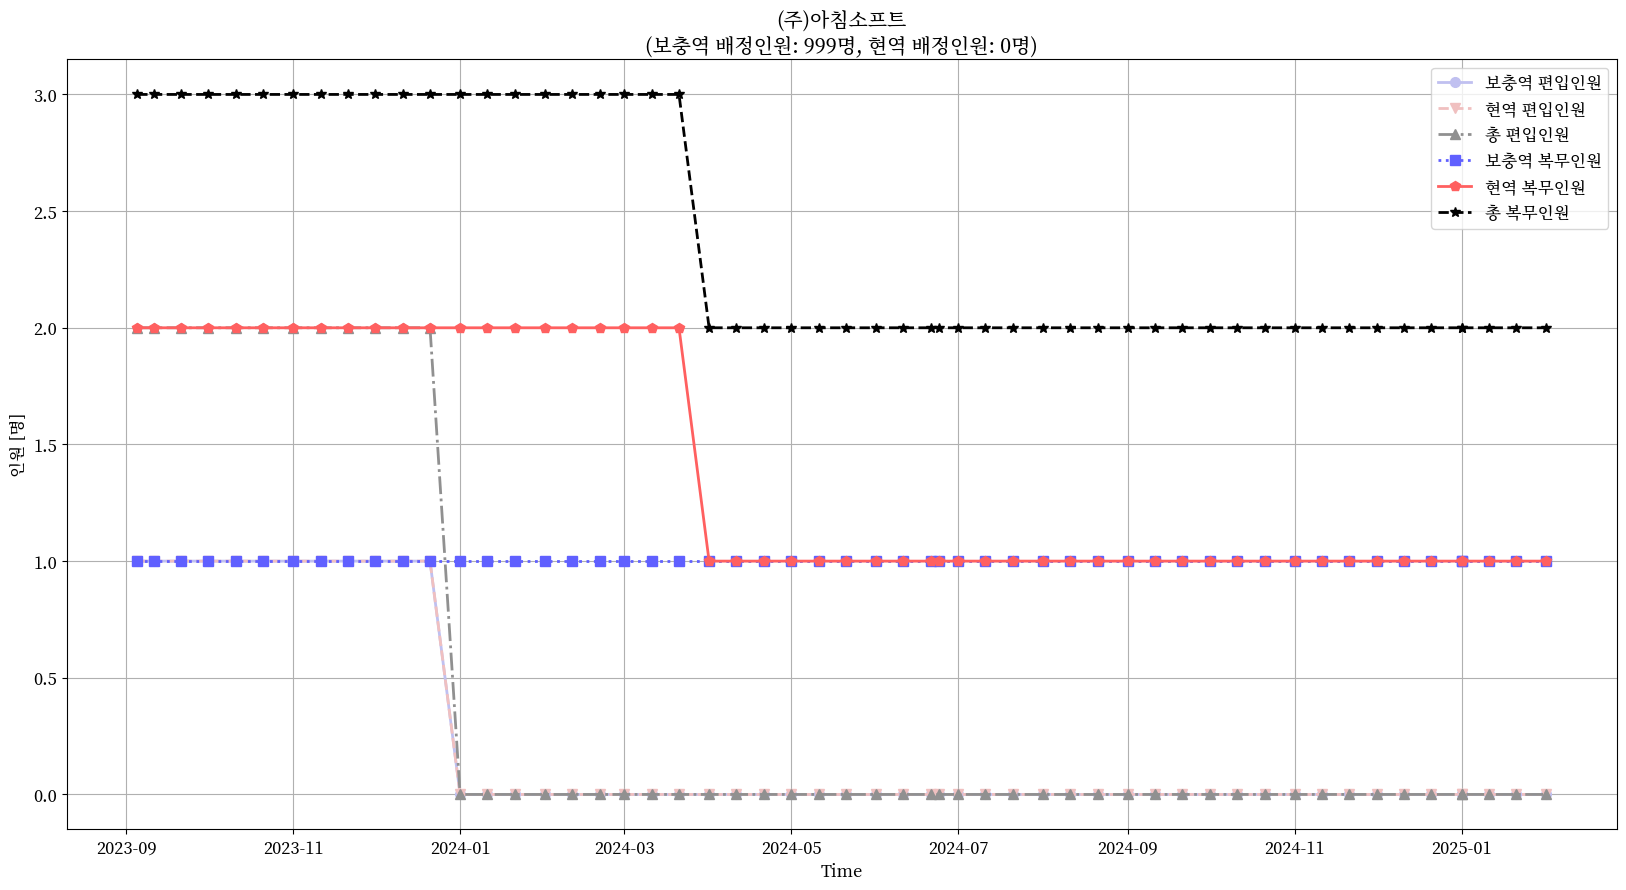 (주)아침소프트
(보충역 배정인원: 999명, 현역 배정인원: 0명)
보충역 편입인원
현역 편입인원
총 편입인원
보충역 복무인원
현역 복무인원
총 복무인원
인원 [명]
3.0
2.5
2.0
1.5
1.0
0.5
0.0
2023-09
2023-11
2024-01
2024-03
2024-05
2024-07
2024-09
2024-11
2025-01
Time